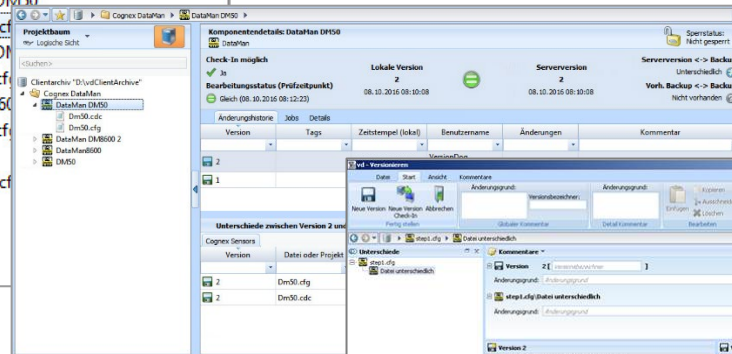 DM50
Cognex DataMan
DataMan DM50
Projektbaum
Logische Sicht
<Suchen>
Clientarchiv "D:\vdClientArchive"
Cognex DataMan
DataMan DM50
Dm50.cdc
Dm50.cfg
DataMan DM8600 2
DataMan8600
DM50
Komponentendetails: DataMan DM50
DataMan
Sperrstatus:
Nicht gesperrt
Check-In möglich
Ja
Bearbeitungsstatus (Prüfzeitpunkt)
Gleich (08.10.2016 08:12:23)
Lokale Version
2
08.10.2016 08:10:08
Serverversion
2
08.10.2016 08:10:08
Serverversion <-> Backu
Unterschiedlich
Vorh. Backup <-> Backu
Nicht vorhanden
Änderungshistorie Jobs Details
Version Tags Zeitstempel (lokal) Benutzername Änderungen Kommentar
2
1
Unterschiede zwischen Version 2 und
Cognex Sensors
Version Datei oder Projekt
2 Dm50.cfg
2 Dm50.cdc
vd - Versionieren
Datei Start Ansicht Kommentare
Neue Version Neue Version Abbrechen
Check-In
Fertig stellen
Änderungsgrund: Versionsbezeichner:
Globaler Kommentar
Änderungsgrund:
Detail Kommentar
Einfügen
Kopieren
Ausschneid
Löschen
Bearbeiten
step1.cfg Datei unterschiedlich
Unterschiede
step1.cfg
Datei unterschiedlich
Kommentare
Version 2 [ Versionsbezeichner ]
Änderungsgrund: Änderungsgrund
step1.cfg\Datei unterschiedlich
Änderungsgrund: Änderungsgrund
Version 2